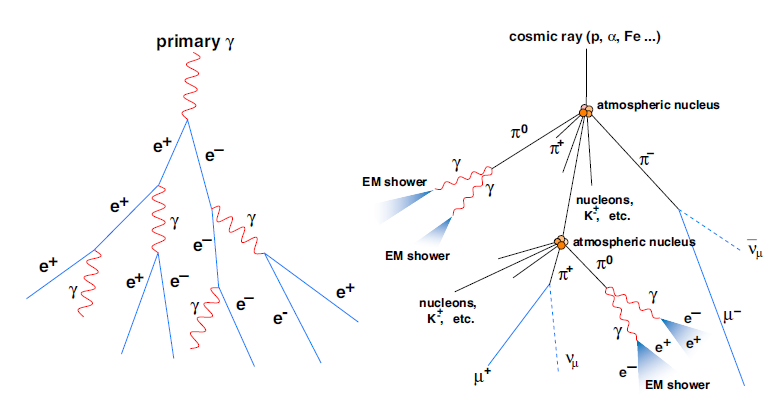 primary γ
e+
e−
e+
γ
γ
e−
e+
γ
e+
e−
γ
e−
e-
e+
cosmic ray (p, α, Fe ...)
atmospheric nucleus
π0
π+
π−
γ
γ
EM shower
EM shower
nucleons,
K±, etc.
atmospheric nucleus
π+
π0
ν̅μ
nucleons,
K±, etc.
γ
γ
e−
e+
e+
e−
μ−
μ+
νμ
EM shower